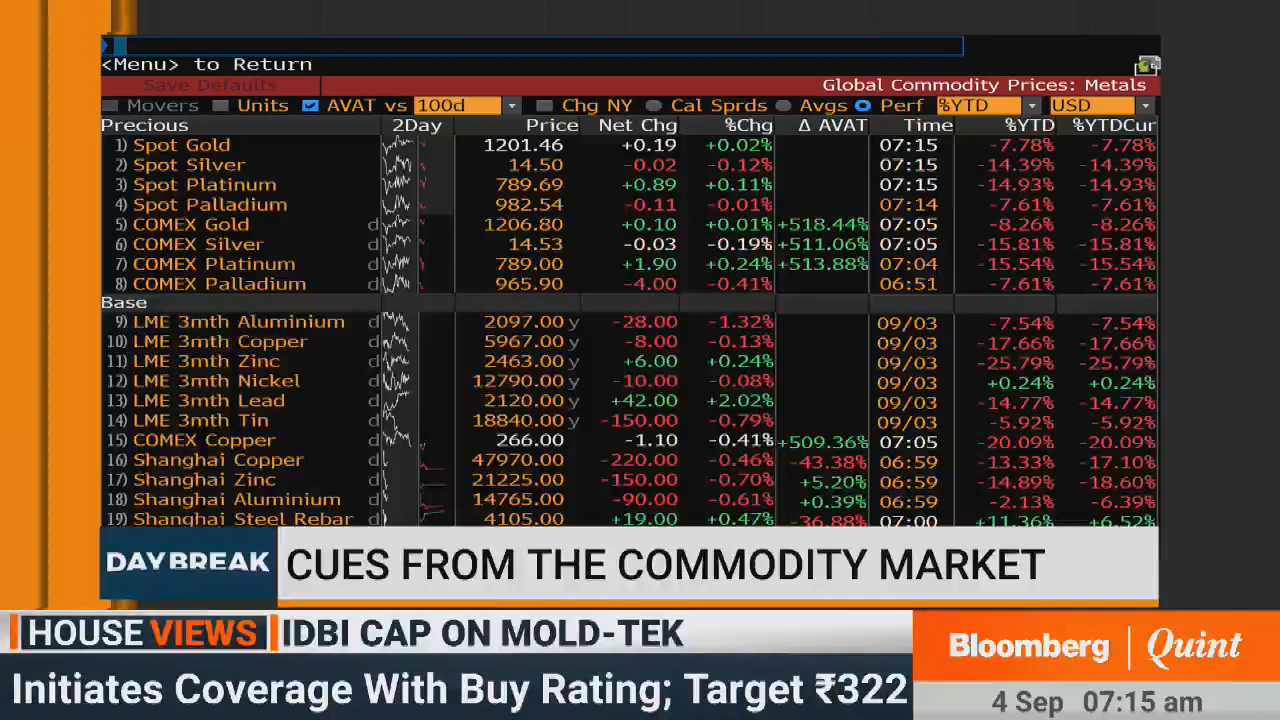 <Menu> to Return
Save Defaults Global Commodity Prices: Metals
Movers Units AVAT vs 100d Chg NY Cal Sprds Avgs Perf %YTD USD
Precious 2Day Price Net Chg %Chg Δ AVAT Time %YTD %YTDCur
1) Spot Gold 1201.46 +0.19 +0.02% 07:15 -7.78% -7.78%
2) Spot Silver 14.50 -0.02 -0.12% 07:15 -14.39% -14.39%
3) Spot Platinum 789.69 +0.89 +0.11% 07:15 -14.93% -14.93%
4) Spot Palladium 982.54 -0.11 -0.01% 07:14 -7.61% -7.61%
5) COMEX Gold d 1206.80 +0.10 +0.01% +518.44% 07:05 -8.26% -8.26%
6) COMEX Silver d 14.53 -0.03 -0.19% +511.06% 07:05 -15.81% -15.81%
7) COMEX Platinum d 789.00 +1.90 +0.24% +513.88% 07:04 -15.54% -15.54%
8) COMEX Palladium d 965.90 -4.00 -0.41% 06:51 -7.61% -7.61%
Base
9) LME 3mth Aluminium d 2097.00 y -28.00 -1.32% 09/03 -7.54% -7.54%
10) LME 3mth Copper d 5967.00 y -8.00 -0.13% 09/03 -17.66% -17.66%
11) LME 3mth Zinc d 2463.00 y +6.00 +0.24% 09/03 -25.79% -25.79%
12) LME 3mth Nickel d 12790.00 y -10.00 -0.08% 09/03 +0.24% +0.24%
13) LME 3mth Lead d 2120.00 y +42.00 +2.02% 09/03 -14.77% -14.77%
14) LME 3mth Tin d 18840.00 y -150.00 -0.79% 09/03 -5.92% -5.92%
15) COMEX Copper d 266.00 -1.10 -0.41% +509.36% 07:05 -20.09% -20.09%
16) Shanghai Copper d 47970.00 -220.00 -0.46% -43.38% 06:59 -13.33% -17.10%
17) Shanghai Zinc d 21225.00 -150.00 -0.70% +5.20% 06:59 -14.89% -18.60%
18) Shanghai Aluminium d 14765.00 -90.00 -0.61% +0.39% 06:59 -2.13% -6.39%
19) Shanghai Steel Rebar d 4105.00 +19.00 +0.47% -36.88% 07:00 +11.36% +6.52%
DAYBREAK CUES FROM THE COMMODITY MARKET
HOUSE VIEWS IDBI CAP ON MOLD-TEK
Initiates Coverage With Buy Rating; Target ₹322
Bloomberg | Quint
4 Sep 07:15 am